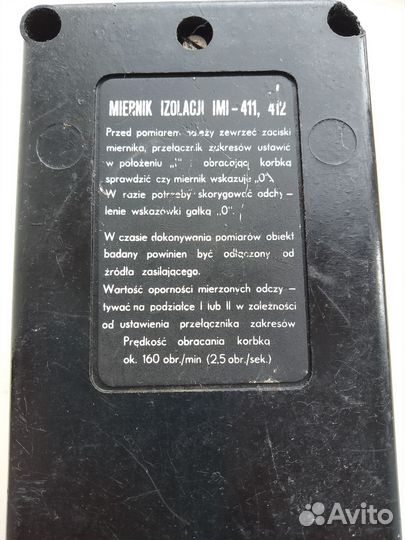 MIERNIK IZOLACJI IMI-411, 412
Przed pomiarem należy zewrzeć zaciski
miernika, przełącznik zakresów ustawić
w położeniu „I" i obracając korbką
sprawdzić czy miernik wskazuje „0".
W razie potrzeby skorygować odchy-
lenie wskazówki gałką „0".
W czasie dokonywania pomiarów obiekt
badany powinien być odłączony od
źródła zasilającego.
Wartość oporności mierzonych odczy-
tywać na podziałce I lub II w zależności
od ustawienia przełącznika zakresów
Prędkość obracania korbką
ok. 160 obr./min (2,5 obr./sek.)
Avito